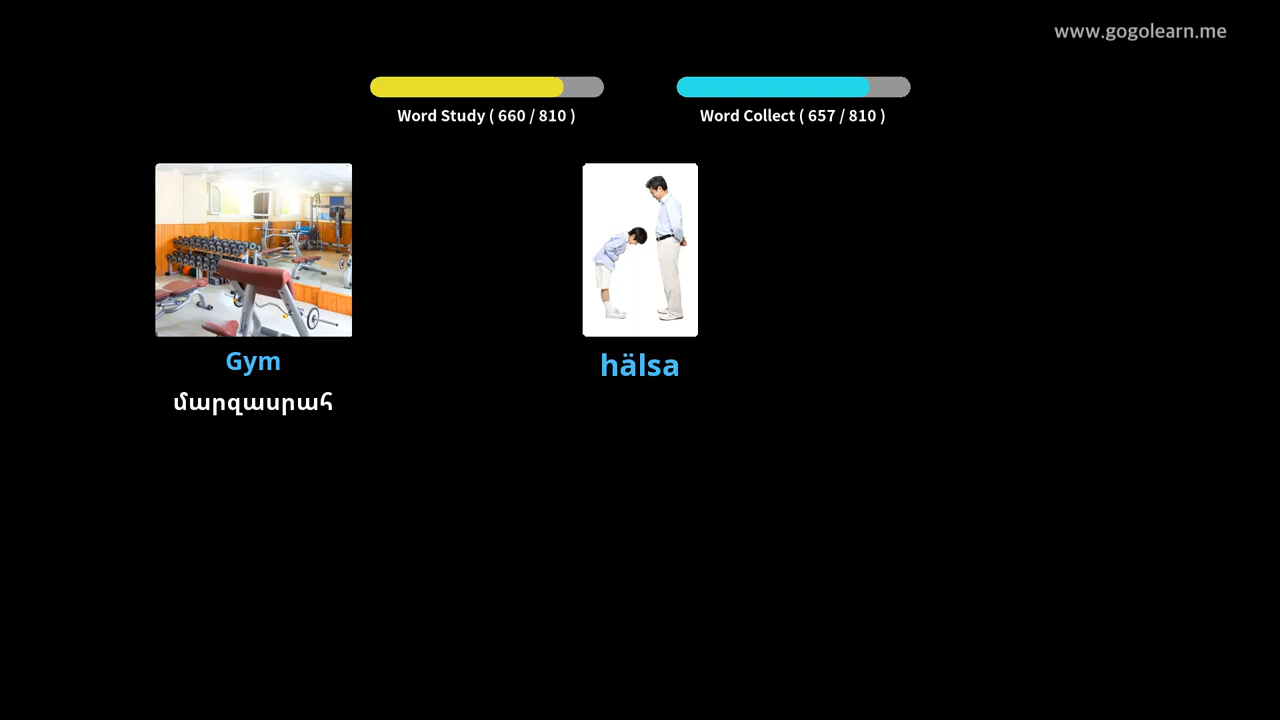 www.gogolearn.me
Word Study ( 660 / 810 )
Word Collect ( 657 / 810 )
Gym
մարզասրահ
hälsa